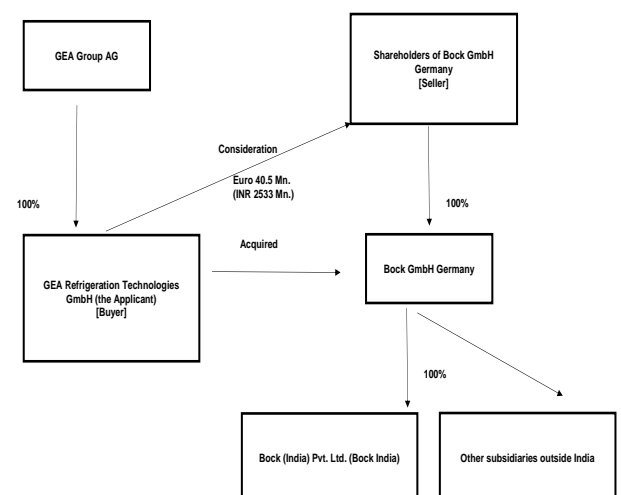 GEA Group AG
Shareholders of Bock GmbH
Germany
[Seller]
Consideration
Euro 40.5 Mn.
(INR 2533 Mn.)
100%
100%
Acquired
GEA Refrigeration Technologies
GmbH (the Applicant)
[Buyer]
Bock GmbH Germany
100%
Bock (India) Pvt. Ltd. (Bock India)
Other subsidiaries outside India